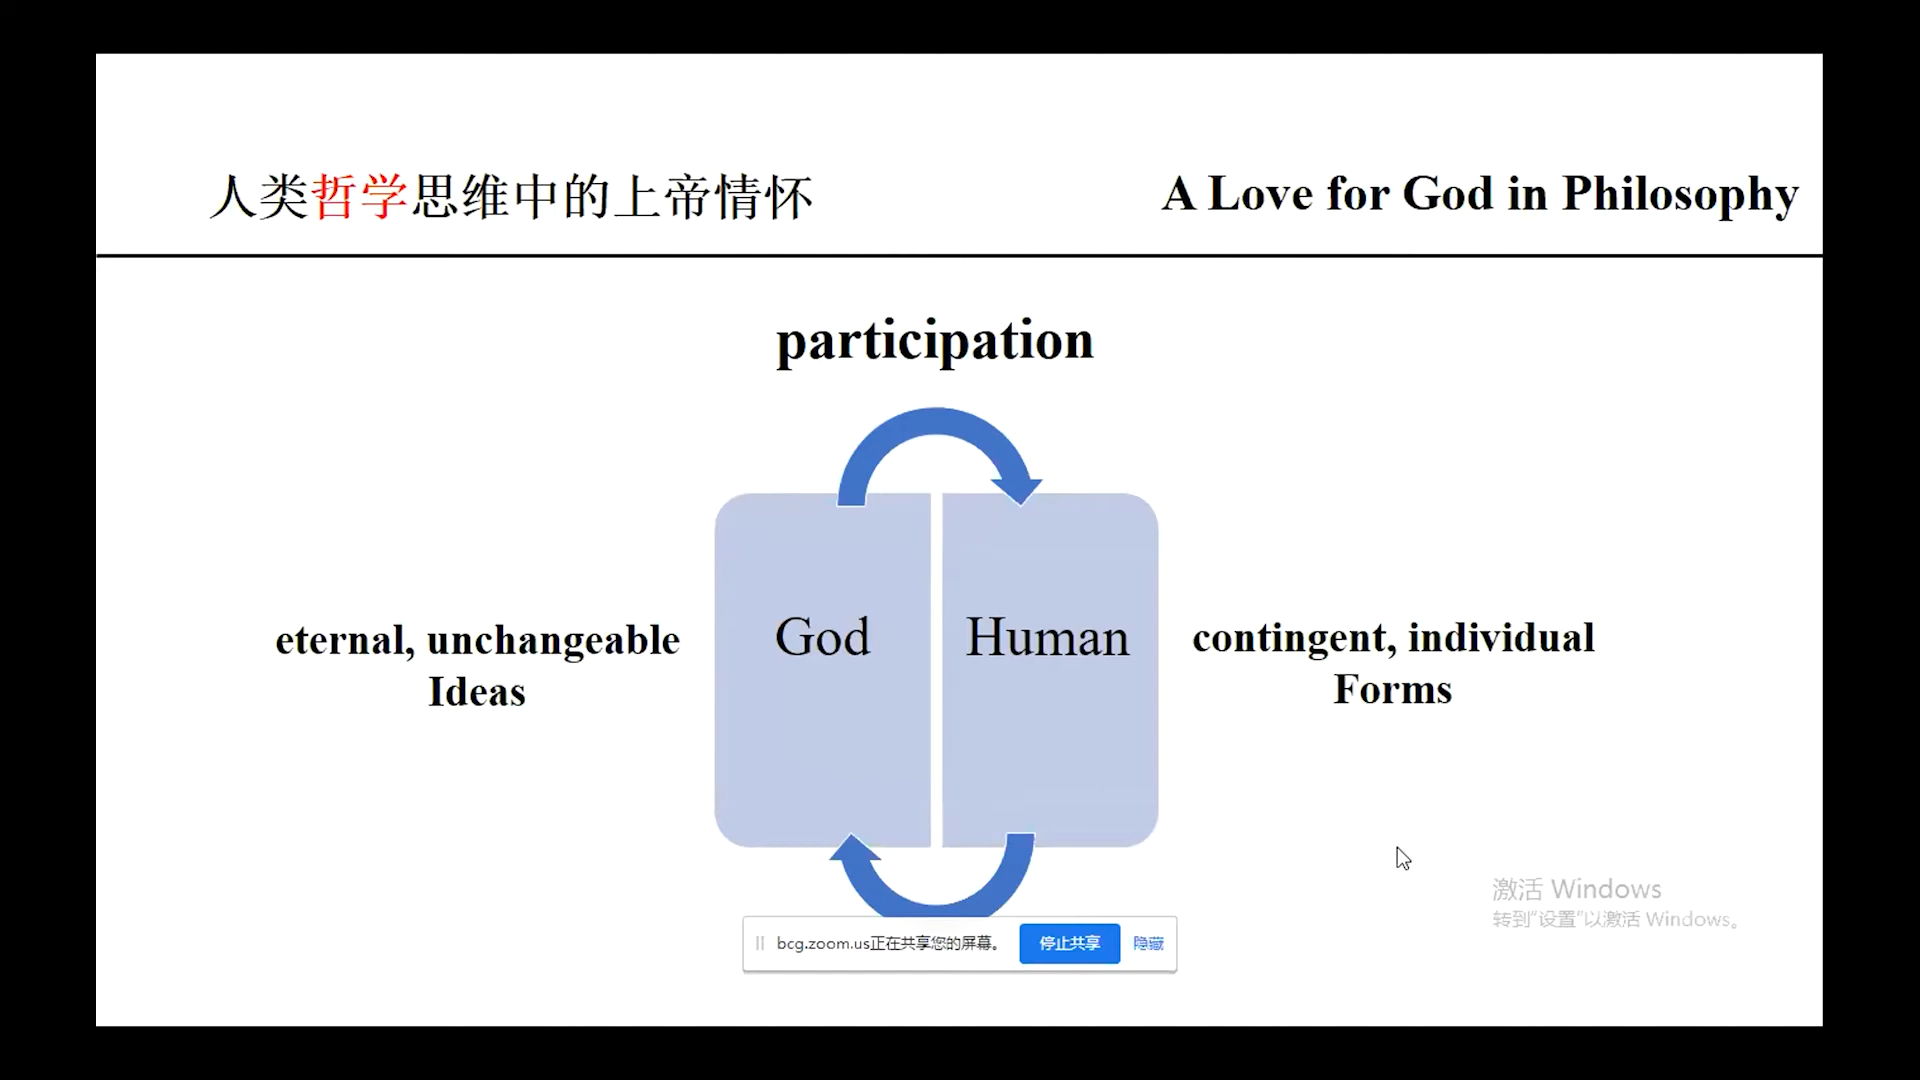 人类哲学思维中的上帝情怀
A Love for God in Philosophy
participation
eternal, unchangeable
Ideas
God
Human
contingent, individual
Forms
激活 Windows
转到"设置"以激活 Windows。
bcg.zoom.us正在共享您的屏幕。
停止共享
隐藏